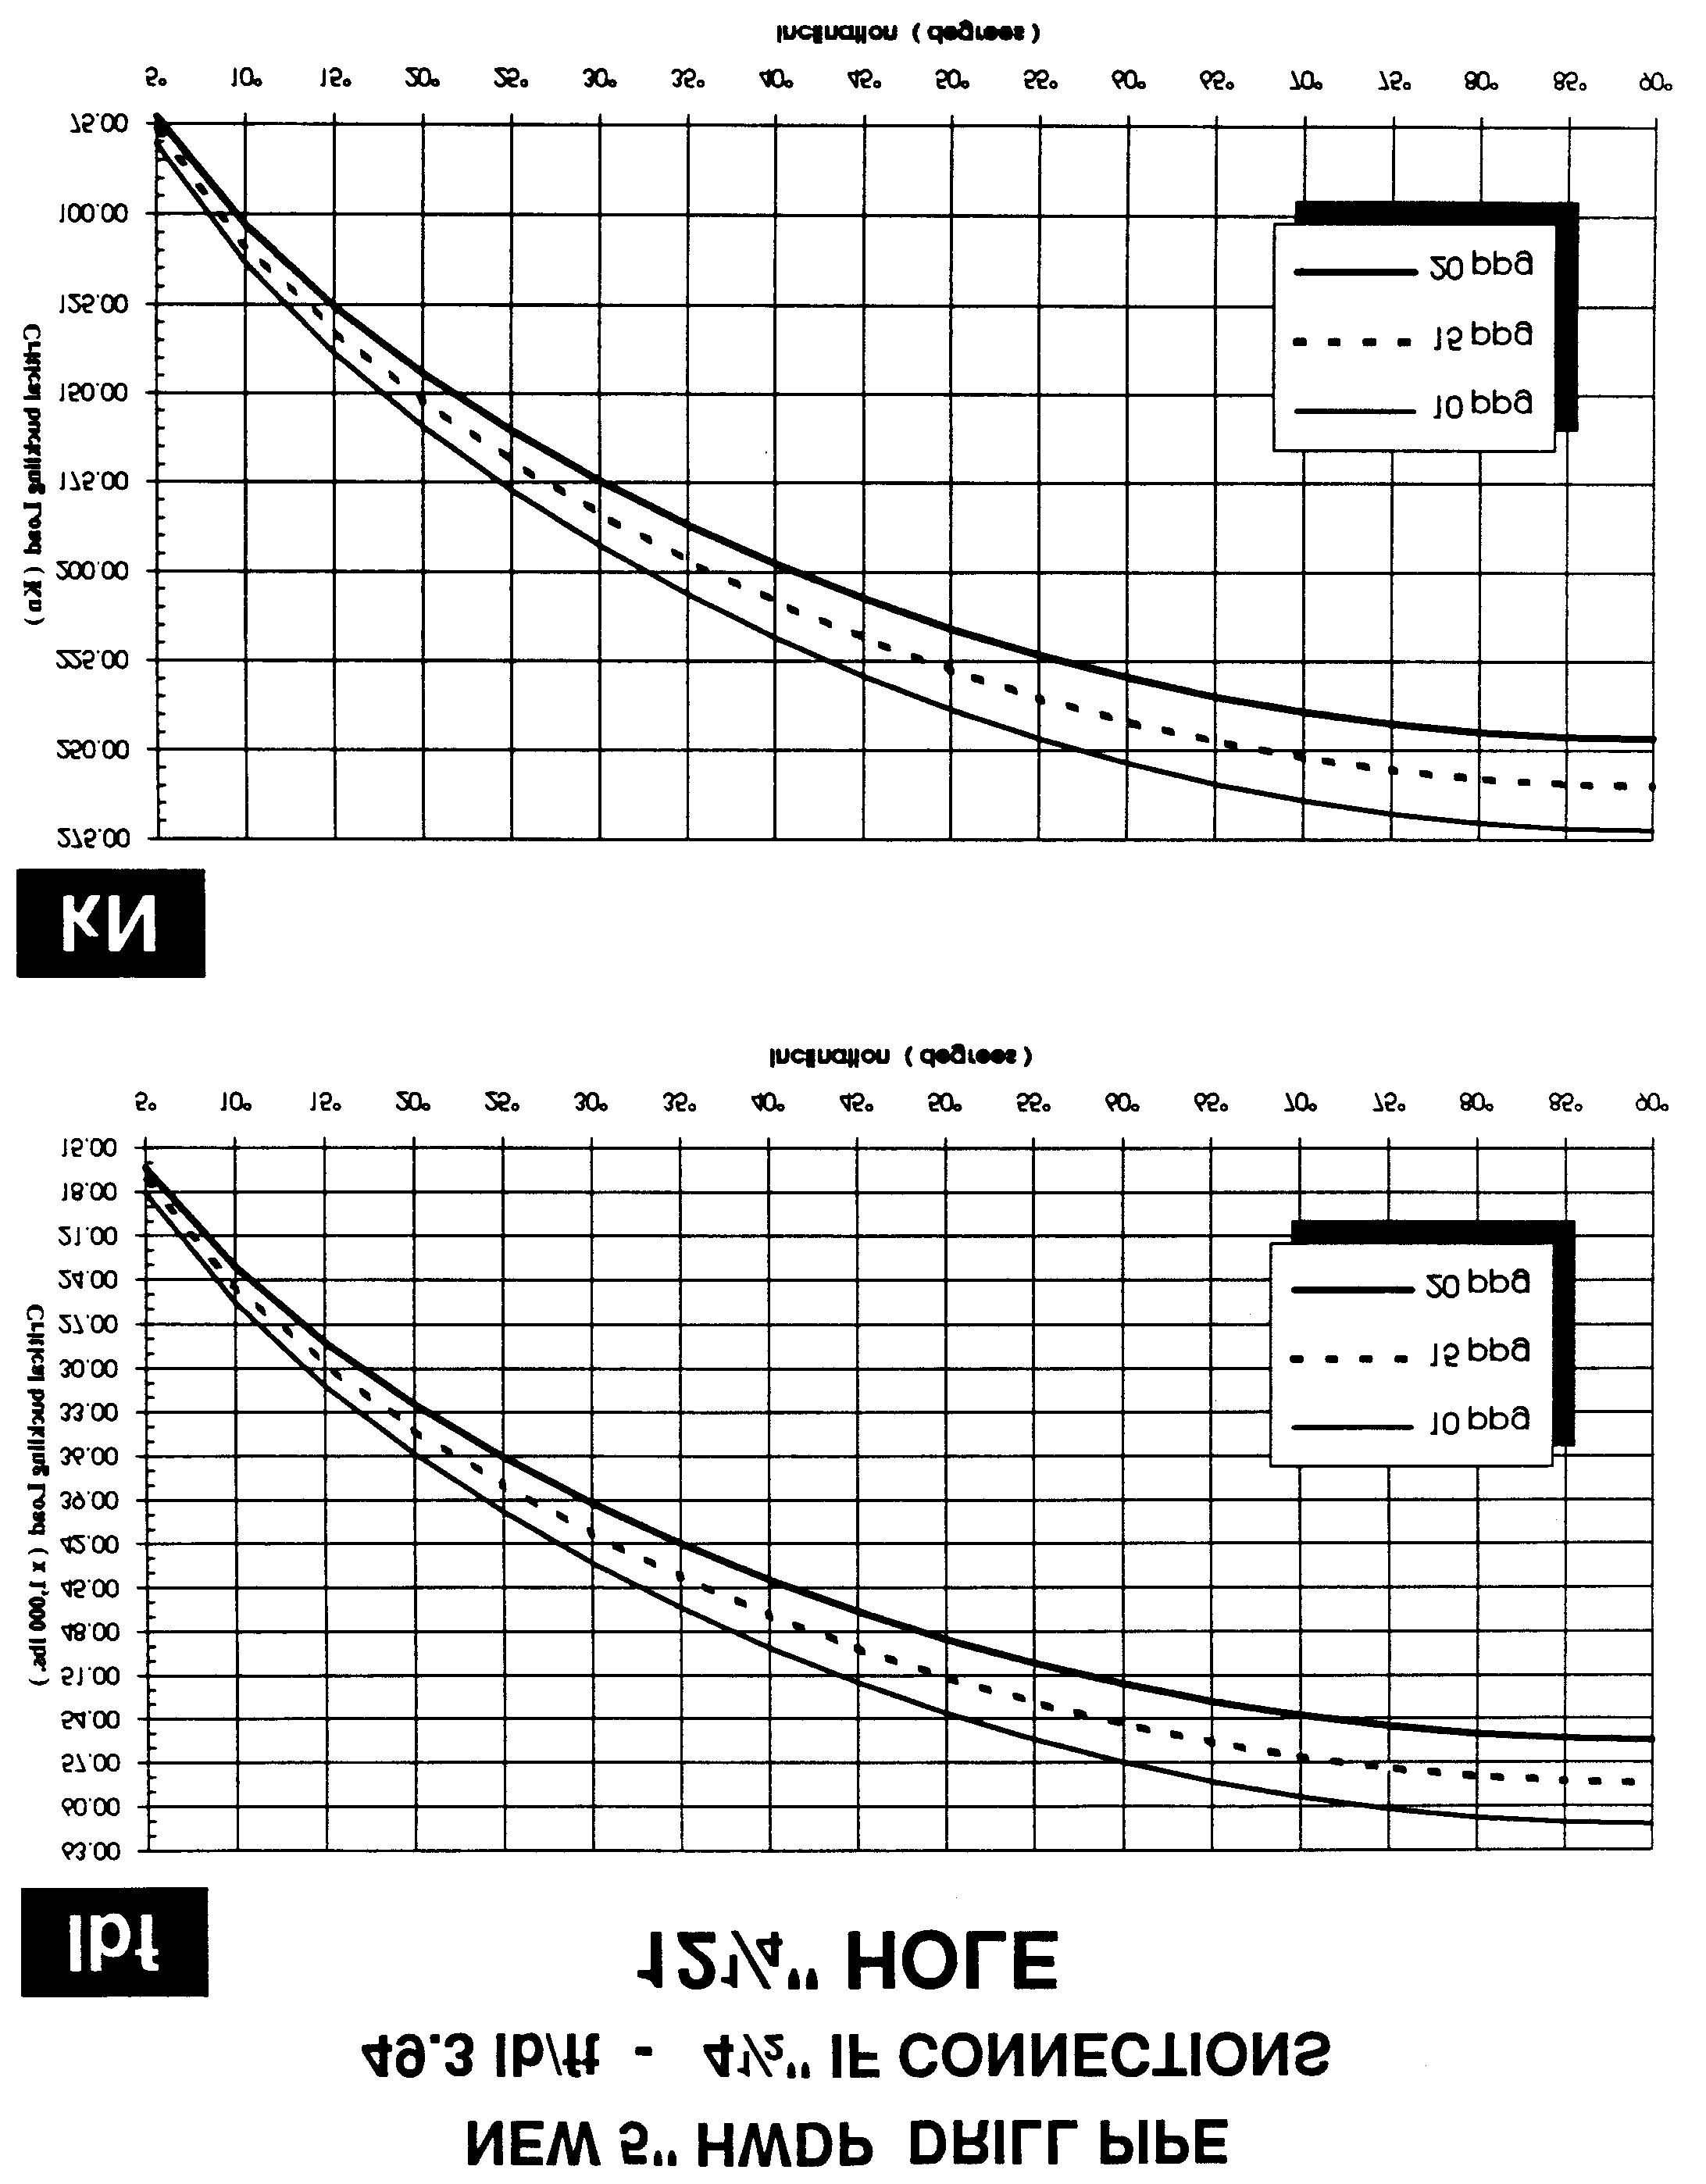 NEW 5" HWDP DRILL PIPE
49.3 lb/ft - 4½" IF CONNECTIONS
12¼" HOLE
lbf
Critical buckling Load ( x 1'000 lbs. )
63.00
60.00
57.00
54.00
51.00
48.00
45.00
42.00
39.00
36.00
33.00
30.00
27.00
24.00
21.00
18.00
15.00
10 ppg
15 ppg
20 ppg
5° 10° 15° 20° 25° 30° 35° 40° 45° 50° 55° 60° 65° 70° 75° 80° 85° 90°
Inclination ( degrees )
kN
Critical buckling Load ( Kn )
275.00
250.00
225.00
200.00
175.00
150.00
125.00
100.00
75.00
10 ppg
15 ppg
20 ppg
5° 10° 15° 20° 25° 30° 35° 40° 45° 50° 55° 60° 65° 70° 75° 80° 85° 90°
Inclination ( degrees )